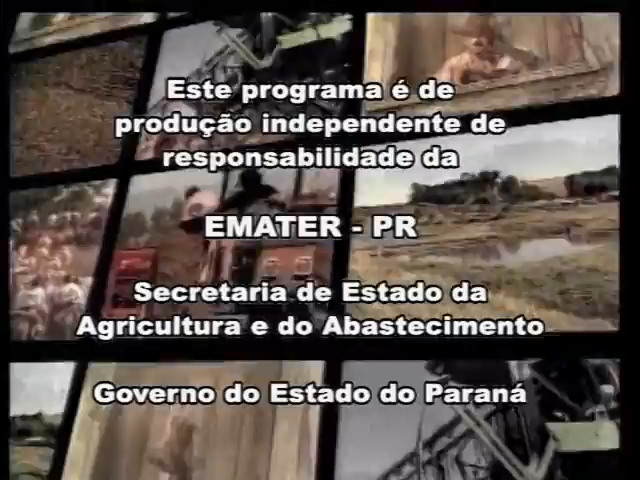 Este programa é de
produção independente de
responsabilidade da
EMATER - PR
Secretaria de Estado da
Agricultura e do Abastecimento
Governo do Estado do Paraná